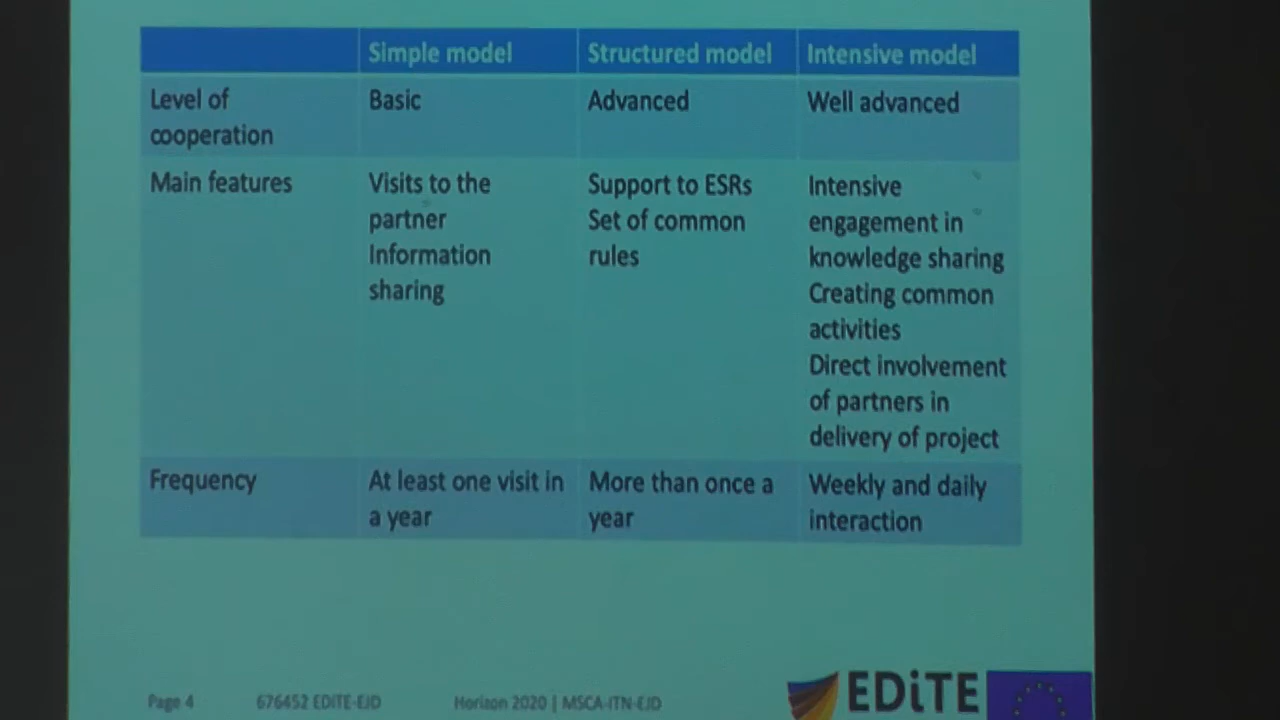 Simple model Structured model Intensive model
Level of cooperation Basic Advanced Well advanced
Main features
Visits to the
partner
Information
sharing
Support to ESRs
Set of common
rules
Intensive
engagement in
knowledge sharing
Creating common
activities
Direct involvement
of partners in
delivery of project
Frequency
At least one visit in
a year
More than once a
year
Weekly and daily
interaction
Page 4 676452 EDITE-EJD Horizon 2020 | MSCA-ITN-EJD
EDiTE